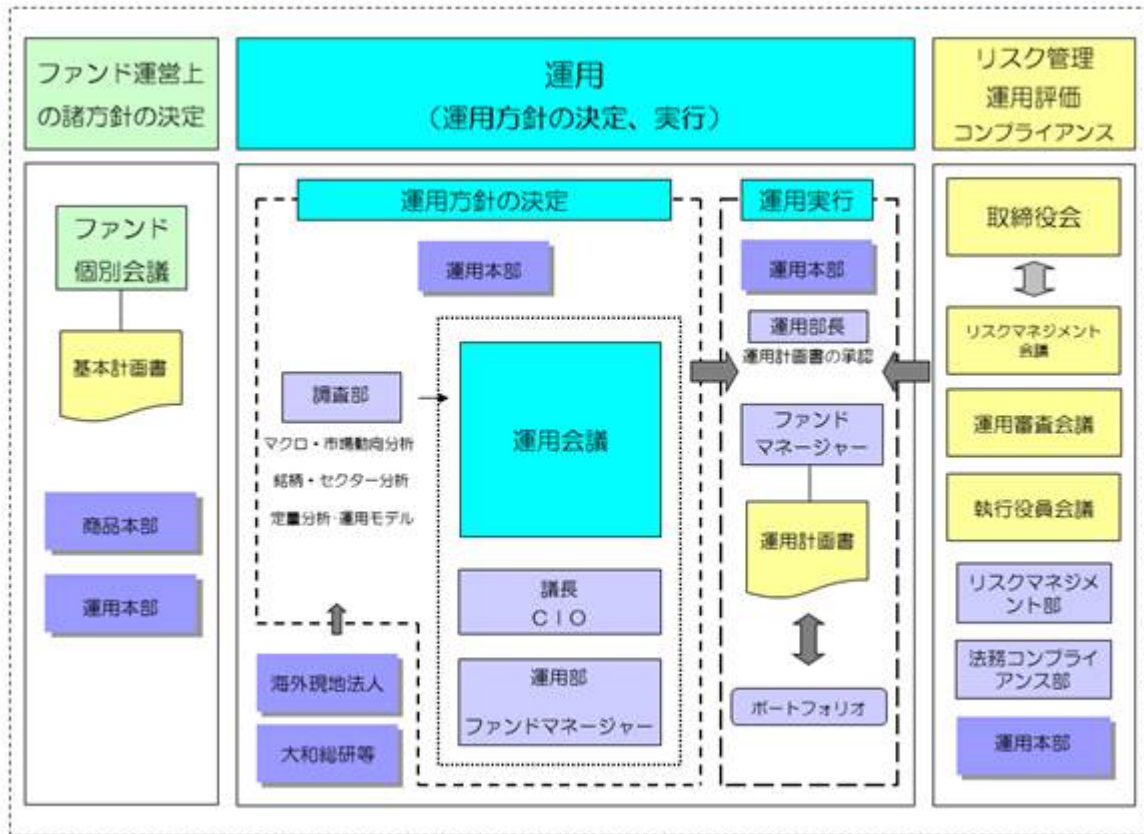 ファンド運営上
の諸方針の決定
運用
（運用方針の決定、実行）
リスク管理
運用評価
コンプライアンス
ファンド
個別会議
基本計画書
商品本部
運用本部
運用方針の決定
運用本部
調査部
マクロ・市場動向分析
銘柄・セクター分析
定量分析・運用モデル
運用会議
議長
ＣＩＯ
運用部
ファンドマネージャー
海外現地法人
大和総研等
運用実行
運用本部
運用部長
運用計画書の承認
ファンド
マネージャー
運用計画書
ポートフォリオ
取締役会
リスクマネジメント
会議
運用審査会議
執行役員会議
リスクマネジメ
ント部
法務コンプライ
アンス部
運用本部